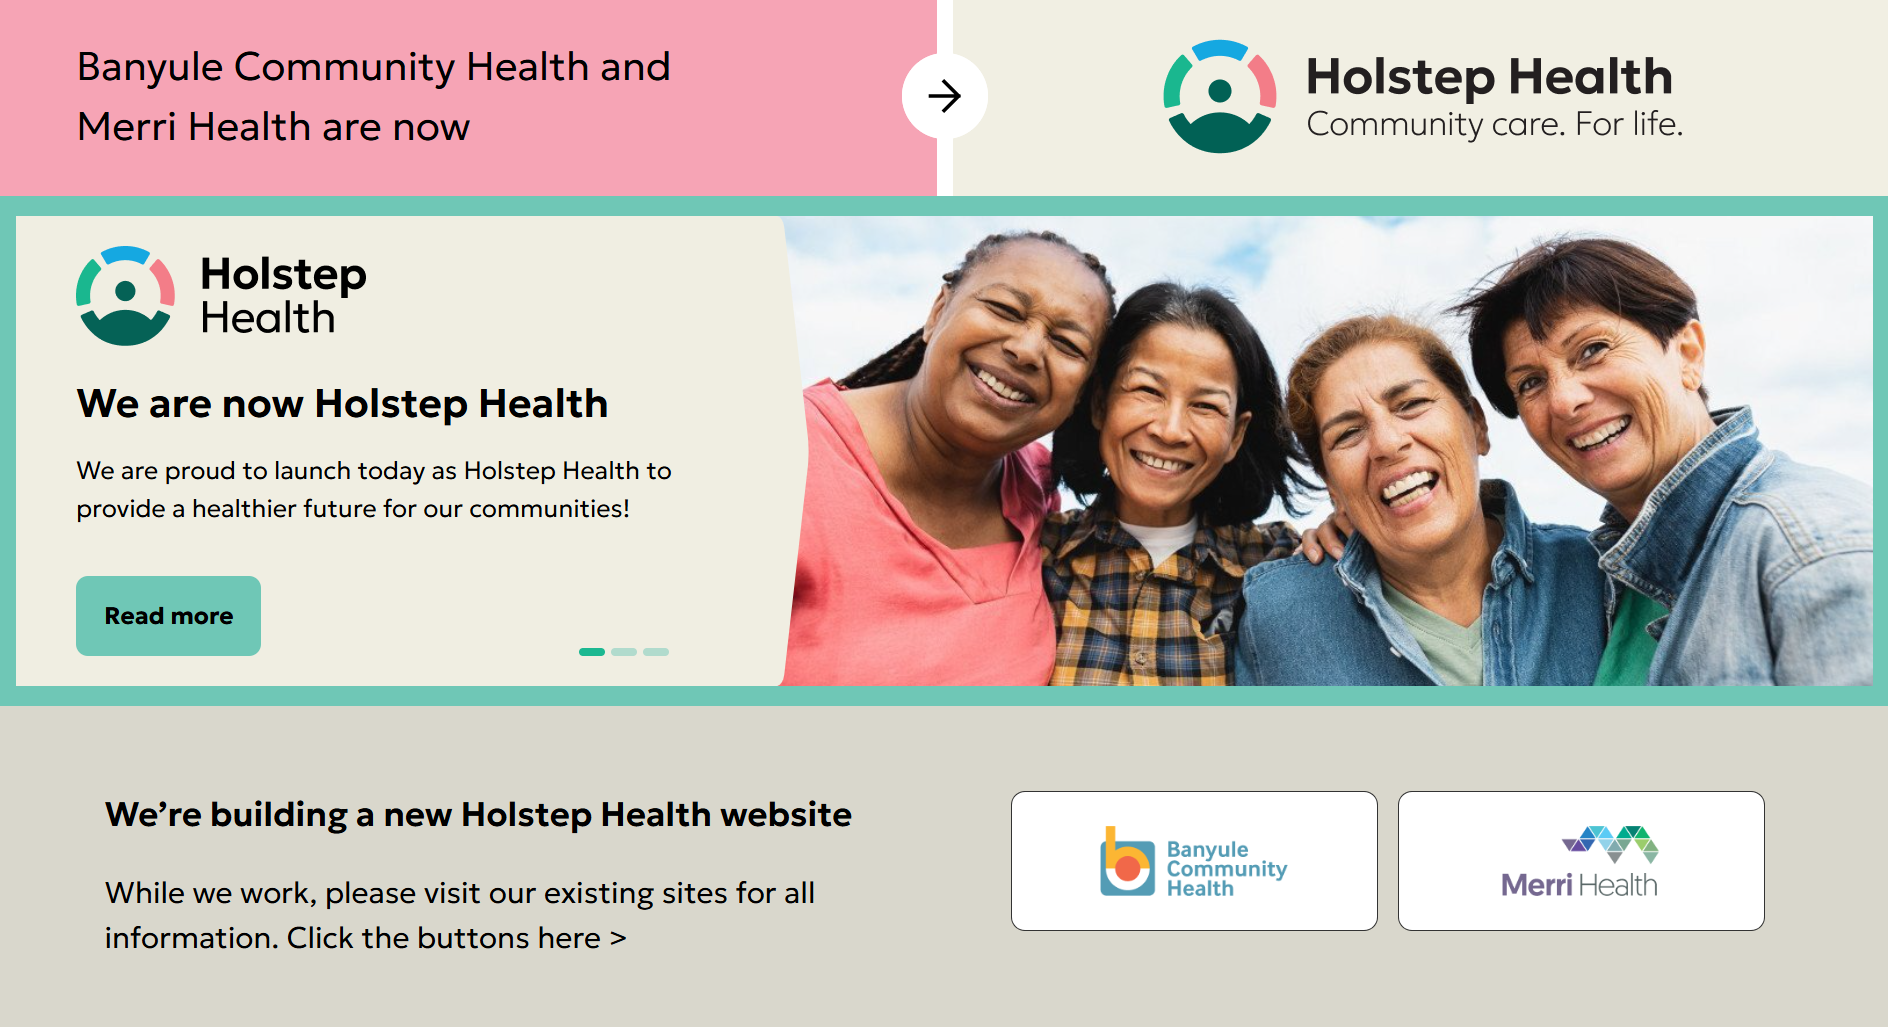 Banyule Community Health and
Merri Health are now
Holstep Health
Community care. For life.
Holstep
Health
We are now Holstep Health
We are proud to launch today as Holstep Health to
provide a healthier future for our communities!
Read more
We’re building a new Holstep Health website
While we work, please visit our existing sites for all
information. Click the buttons here >
Banyule
Community
Health
Merri Health